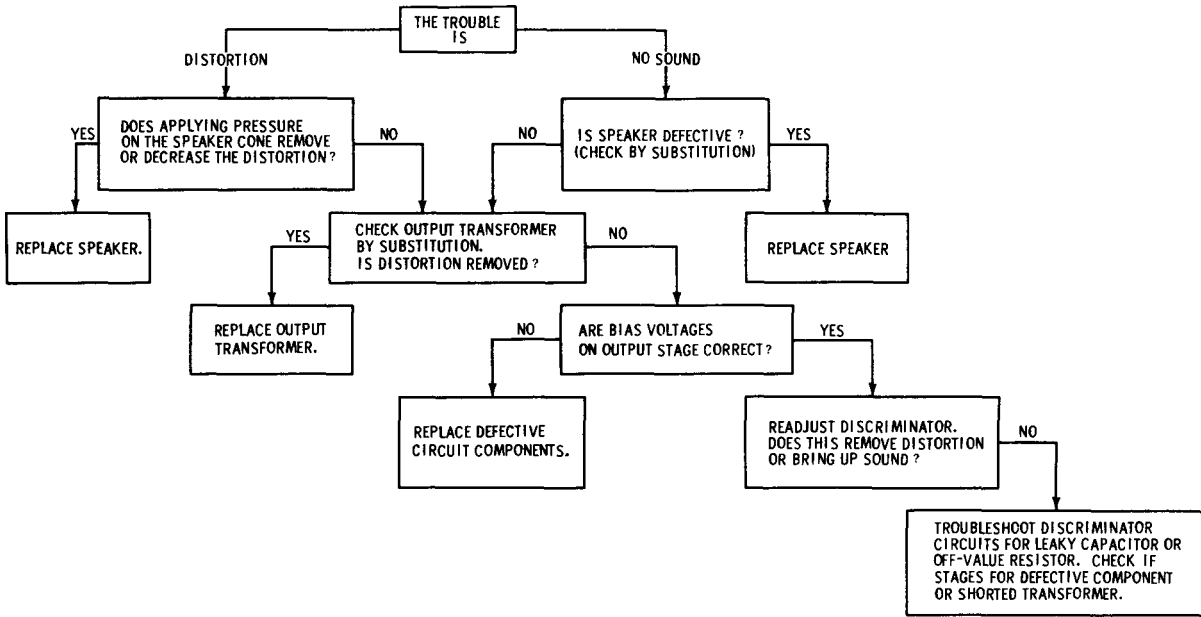 THE TROUBLE
IS
DISTORTION
NO SOUND
YES
DOES APPLYING PRESSURE
ON THE SPEAKER CONE REMOVE
OR DECREASE THE DISTORTION?
NO
NO
IS SPEAKER DEFECTIVE?
(CHECK BY SUBSTITUTION)
YES
REPLACE SPEAKER.
YES
CHECK OUTPUT TRANSFORMER
BY SUBSTITUTION.
IS DISTORTION REMOVED?
NO
REPLACE SPEAKER
REPLACE OUTPUT
TRANSFORMER.
NO
ARE BIAS VOLTAGES
ON OUTPUT STAGE CORRECT?
YES
REPLACE DEFECTIVE
CIRCUIT COMPONENTS.
READJUST DISCRIMINATOR.
DOES THIS REMOVE DISTORTION
OR BRING UP SOUND?
NO
TROUBLESHOOT DISCRIMINATOR
CIRCUITS FOR LEAKY CAPACITOR OR
OFF-VALUE RESISTOR. CHECK IF
STAGES FOR DEFECTIVE COMPONENT
OR SHORTED TRANSFORMER.